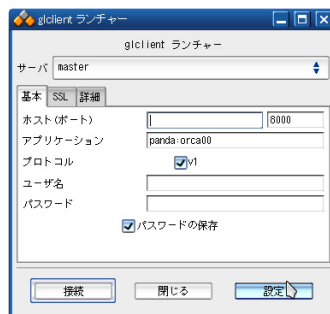 glclient ランチャー
glclient ランチャー
サーバ master
基本 SSL 詳細
ホスト(ポート) 8000
アプリケーション panda:orca00
プロトコル v1
ユーザ名
パスワード
パスワードの保存
接続 閉じる 設定